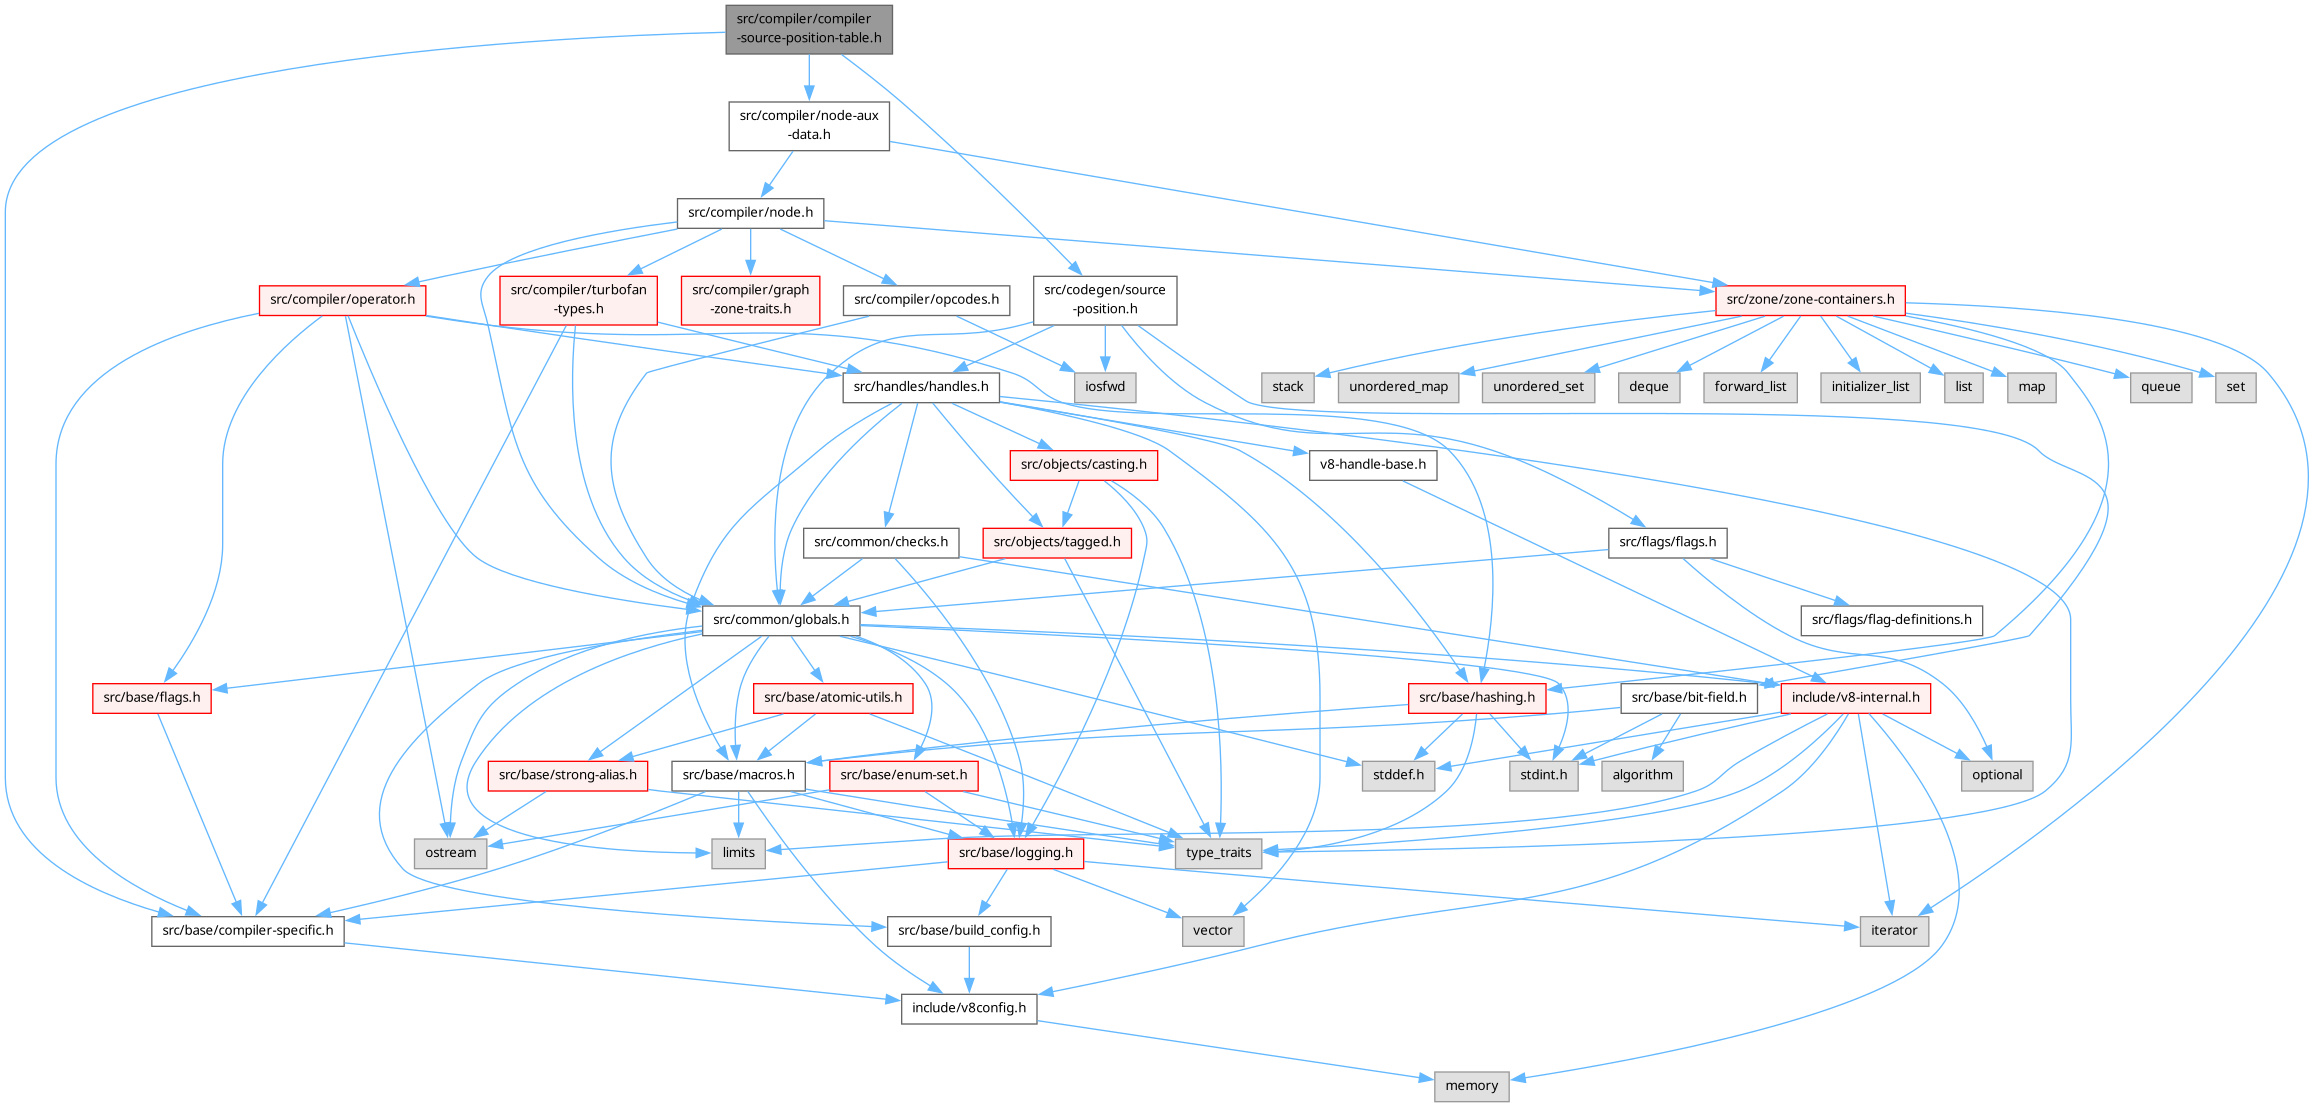 src/compiler/compiler
-source-position-table.h
src/compiler/node-aux
-data.h
src/compiler/node.h
src/compiler/operator.h
src/compiler/turbofan
-types.h
src/compiler/graph
-zone-traits.h
src/compiler/opcodes.h
src/codegen/source
-position.h
src/zone/zone-containers.h
src/handles/handles.h
iosfwd
stack
unordered_map
unordered_set
deque
forward_list
initializer_list
list
map
queue
set
src/objects/casting.h
v8-handle-base.h
src/common/checks.h
src/objects/tagged.h
src/flags/flags.h
src/common/globals.h
src/flags/flag-definitions.h
src/base/flags.h
src/base/atomic-utils.h
src/base/hashing.h
src/base/bit-field.h
include/v8-internal.h
src/base/strong-alias.h
src/base/macros.h
src/base/enum-set.h
stddef.h
stdint.h
algorithm
optional
ostream
limits
src/base/logging.h
type_traits
src/base/compiler-specific.h
src/base/build_config.h
vector
iterator
include/v8config.h
memory